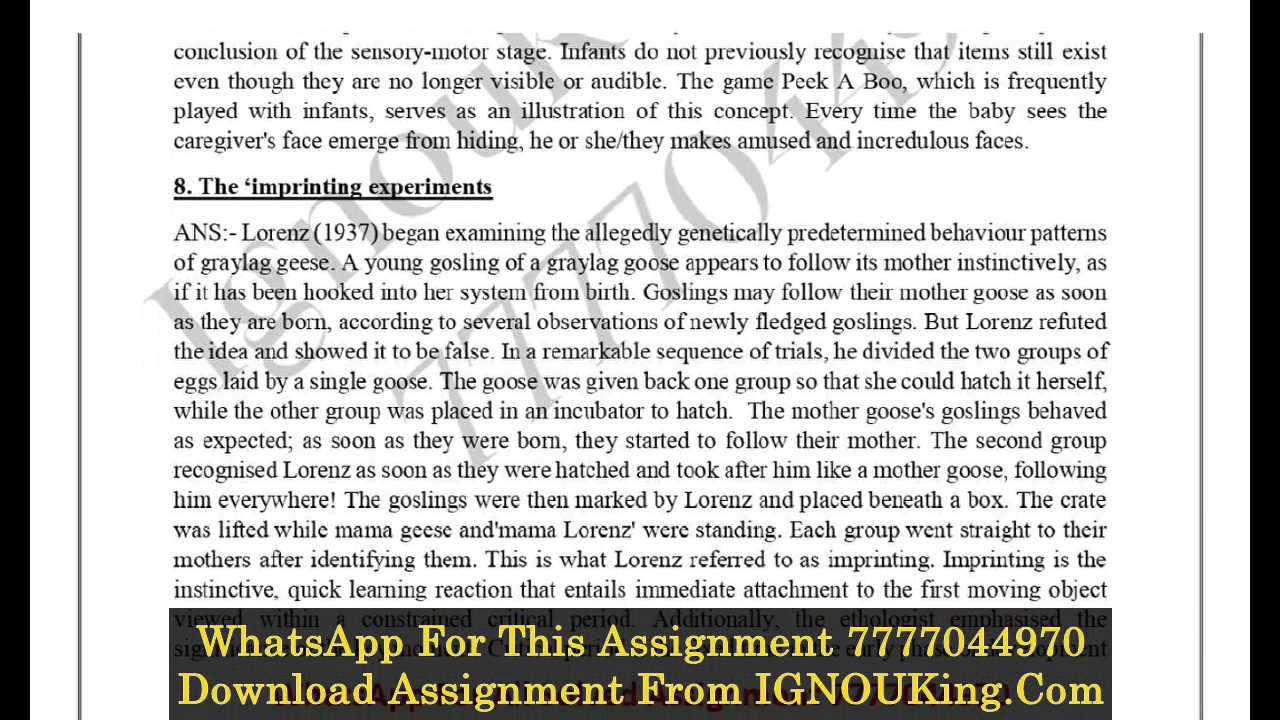 conclusion of the sensory-motor stage. Infants do not previously recognise that items still exist
even though they are no longer visible or audible. The game Peek A Boo, which is frequently
played with infants, serves as an illustration of this concept. Every time the baby sees the
caregiver's face emerge from hiding, he or she/they makes amused and incredulous faces.
8. The ‘imprinting experiments
ANS:- Lorenz (1937) began examining the allegedly genetically predetermined behaviour patterns
of graylag geese. A young gosling of a graylag goose appears to follow its mother instinctively, as
if it has been hooked into her system from birth. Goslings may follow their mother goose as soon
as they are born, according to several observations of newly fledged goslings. But Lorenz refuted
the idea and showed it to be false. In a remarkable sequence of trials, he divided the two groups of
eggs laid by a single goose. The goose was given back one group so that she could hatch it herself,
while the other group was placed in an incubator to hatch. The mother goose's goslings behaved
as expected; as soon as they were born, they started to follow their mother. The second group
recognised Lorenz as soon as they were hatched and took after him like a mother goose, following
him everywhere! The goslings were then marked by Lorenz and placed beneath a box. The crate
was lifted while mama geese and'mama Lorenz' were standing. Each group went straight to their
mothers after identifying them. This is what Lorenz referred to as imprinting. Imprinting is the
instinctive, quick learning reaction that entails immediate attachment to the first moving object
viewed within a constrained critical period. Additionally, the ethologist emphasised the
WhatsApp For This Assignment 7777044970
Download Assignment From IGNOUKing.Com